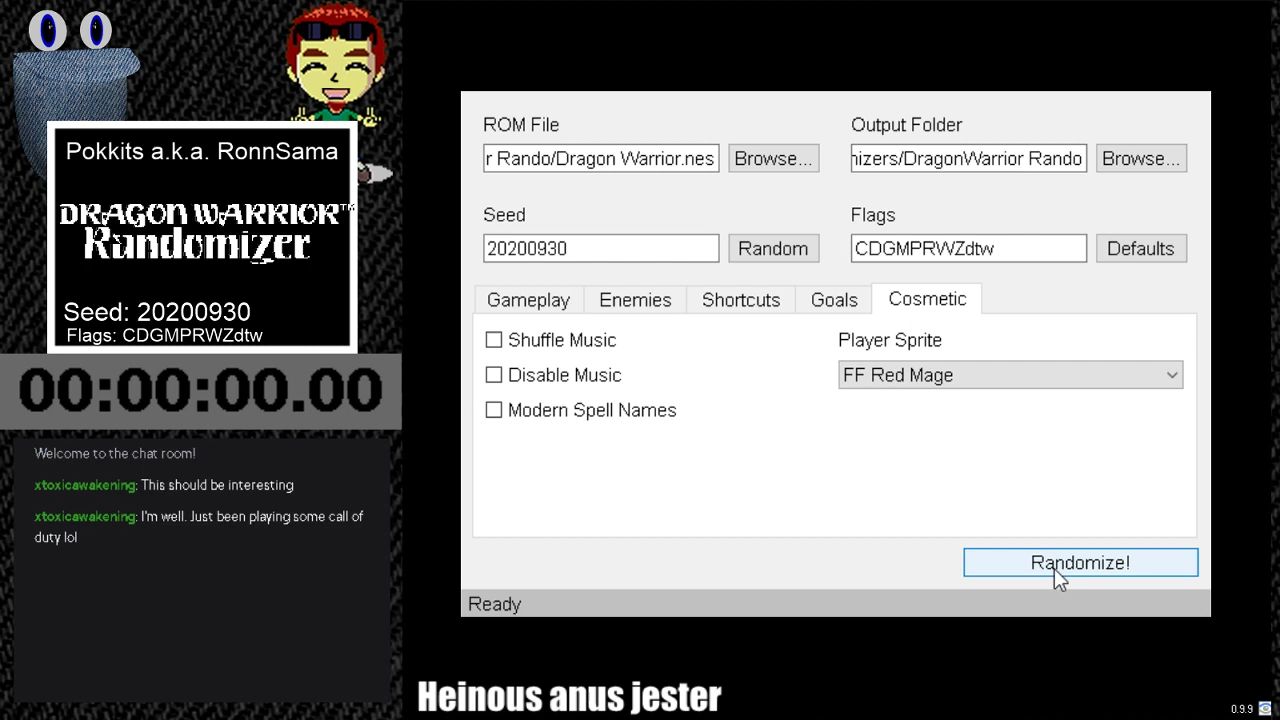 Pokkits a.k.a. RonnSama
DRAGON WARRIOR™
Randomizer
Seed: 20200930
Flags: CDGMPRWZdtw
00:00:00.00
Welcome to the chat room!
xtoxicawakening: This should be interesting
xtoxicawakening: I'm well. Just been playing some call of
duty lol
ROM File
Output Folder
r Rando/Dragon Warrior.nes
Browse...
nizers/DragonWarrior Rando
Browse...
Seed
Flags
20200930
Random
CDGMPRWZdtw
Defaults
Gameplay
Enemies
Shortcuts
Goals
Cosmetic
Shuffle Music
Player Sprite
Disable Music
FF Red Mage
Modern Spell Names
Randomize!
Ready
Heinous anus jester
0.9.9